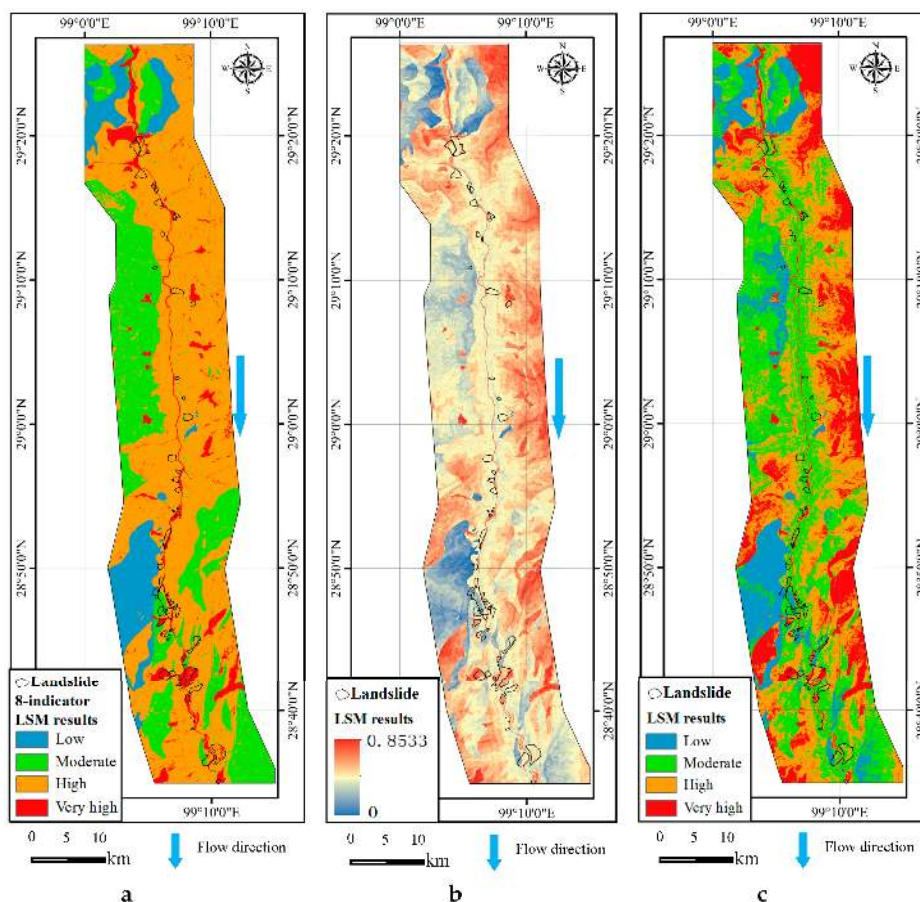 99°0'0"E 99°10'0"E
99°0'0"E 99°10'0"E
99°0'0"E 99°10'0"E
N
W E
S
N
W E
S
N
W E
S
29°20'0"N
29°10'0"N
29°0'0"N
28°50'0"N
28°40'0"N
Landslide
8-indicator
LSM results
Low
Moderate
High
Very high
99°10'0"E
0 5 10
km
Flow direction
a
29°20'0"N
29°10'0"N
29°0'0"N
28°50'0"N
28°40'0"N
Landslide
LSM results
0.8533
0
99°10'0"E
0 5 10
km
Flow direction
b
Landslide
LSM results
Low
Moderate
High
Very high
99°10'0"E
0 5 10
km
Flow direction
c